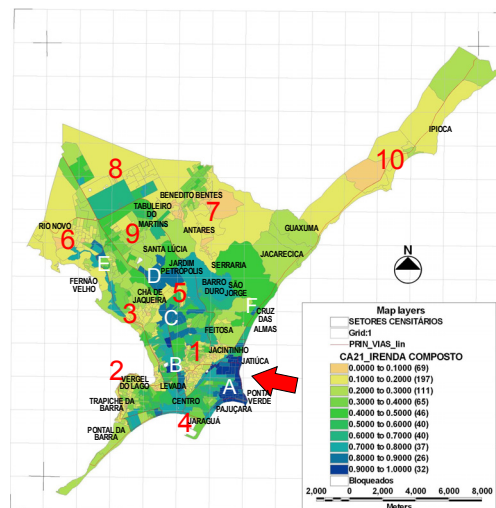 IPIOCA
10
8
BENEDITO BENTES
7
TABULEIRO
DO
MARTINS
RIO NOVO
6
9
ANTARES
GUAXUMA
SANTA LÚCIA
JACARECICA
E
JARDIM
PETRÓPOLIS
SERRARIA
D
FERNÃO
VELHO
BARRO
DURO
SÃO
JORGE
CHÃ DE
JAQUEIRA
5
3
C
F
CRUZ
DAS
ALMAS
FEITOSA
1
JACINTINHO
JATIÚCA
2
B
VERGEL
DO LAGO
LEVADA
A
TRAPICHE DA
BARRA
CENTRO
PONTA
VERDE
PAJUÇARA
4
JARAGUÁ
PONTAL DA
BARRA
N
Map layers
SETORES CENSITÁRIOS
Grid:1
PRIN_VIAS_lin
CA21_IRENDA COMPOSTO
0.0000 to 0.1000 (69)
0.1000 to 0.2000 (197)
0.2000 to 0.3000 (111)
0.3000 to 0.4000 (65)
0.4000 to 0.5000 (46)
0.5000 to 0.6000 (40)
0.6000 to 0.7000 (40)
0.7000 to 0.8000 (37)
0.8000 to 0.9000 (26)
0.9000 to 1.0000 (32)
Bloqueados
2,000 0 2,000 4,000 6,000 8,000
Meters